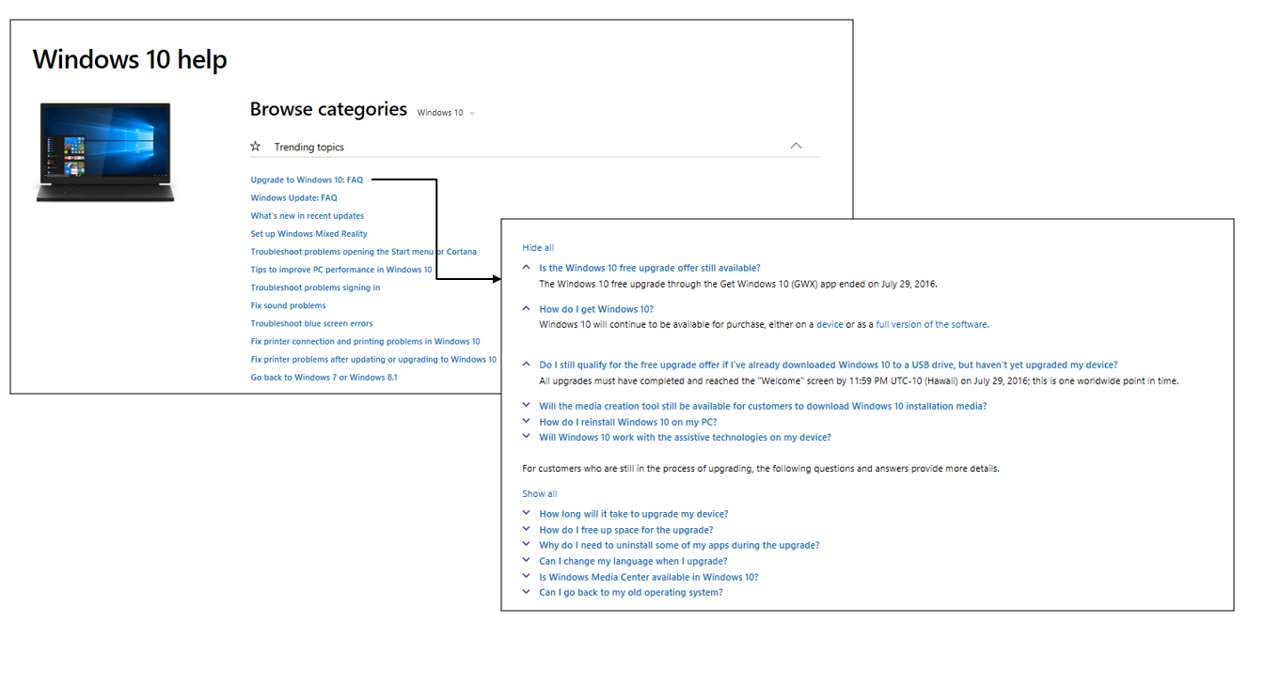 Windows 10 help
Browse categories Windows 10
Trending topics
Upgrade to Windows 10: FAQ
Windows Update: FAQ
What's new in recent updates
Set up Windows Mixed Reality
Troubleshoot problems opening the Start menu or Cortana
Tips to improve PC performance in Windows 10
Troubleshoot problems signing in
Fix sound problems
Troubleshoot blue screen errors
Fix printer connection and printing problems in Windows 10
Fix printer problems after updating or upgrading to Windows 10
Go back to Windows 7 or Windows 8.1
Hide all
Is the Windows 10 free upgrade offer still available?
The Windows 10 free upgrade through the Get Windows 10 (GWX) app ended on July 29, 2016.
How do I get Windows 10?
Windows 10 will continue to be available for purchase, either on a device or as a full version of the software.
Do I still qualify for the free upgrade offer if I've already downloaded Windows 10 to a USB drive, but haven't yet upgraded my device?
All upgrades must have completed and reached the "Welcome" screen by 11:59 PM UTC-10 (Hawaii) on July 29, 2016; this is one worldwide point in time.
Will the media creation tool still be available for customers to download Windows 10 installation media?
How do I reinstall Windows 10 on my PC?
Will Windows 10 work with the assistive technologies on my device?
For customers who are still in the process of upgrading, the following questions and answers provide more details.
Show all
How long will it take to upgrade my device?
How do I free up space for the upgrade?
Why do I need to uninstall some of my apps during the upgrade?
Can I change my language when I upgrade?
Is Windows Media Center available in Windows 10?
Can I go back to my old operating system?